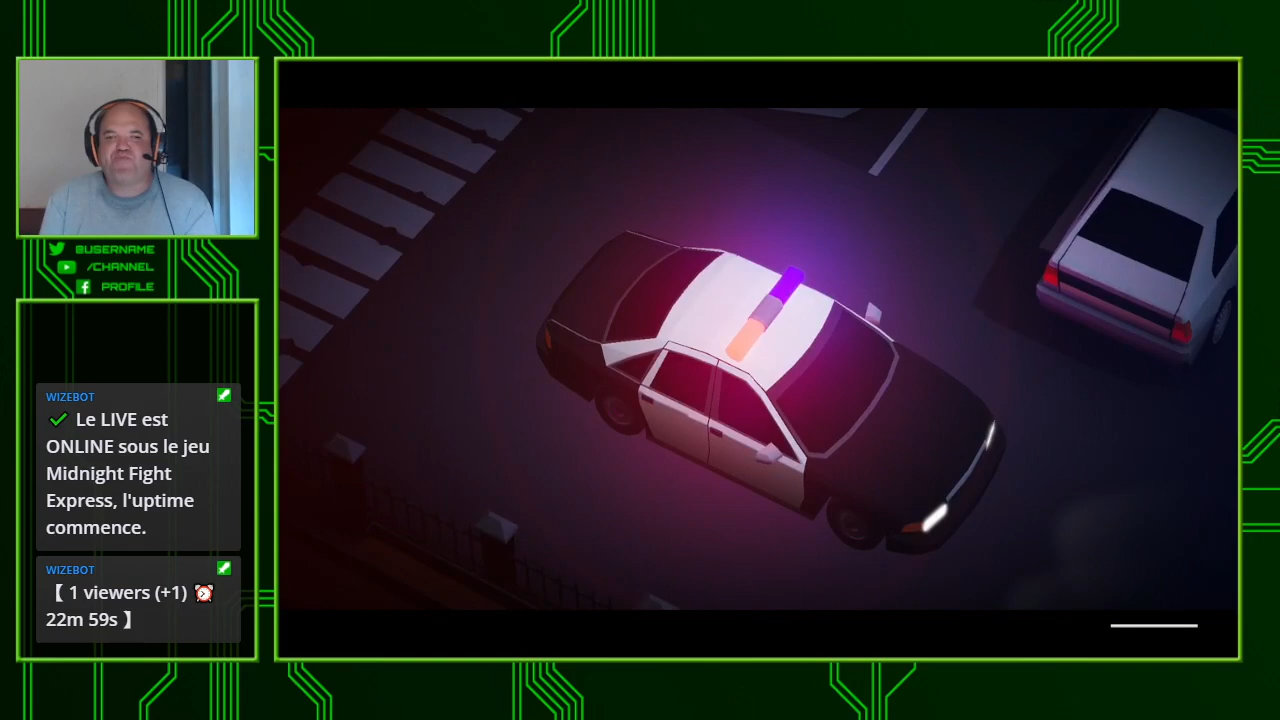 @USERNAME
/CHANNEL
PROFILE
WIZEBOT
Le LIVE est
ONLINE sous le jeu
Midnight Fight
Express, l'uptime
commence.
WIZEBOT
【 1 viewers (+1) ⏰
22m 59s 】